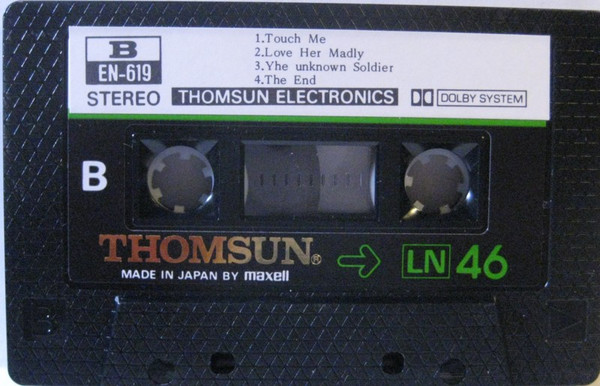 B
EN-619
STEREO
1.Touch Me
2.Love Her Madly
3.Yhe unknown Soldier
4.The End
THOMSUN ELECTRONICS
DOLBY SYSTEM
B
THOMSUN®
MADE IN JAPAN BY maxell
LN 46
B
A